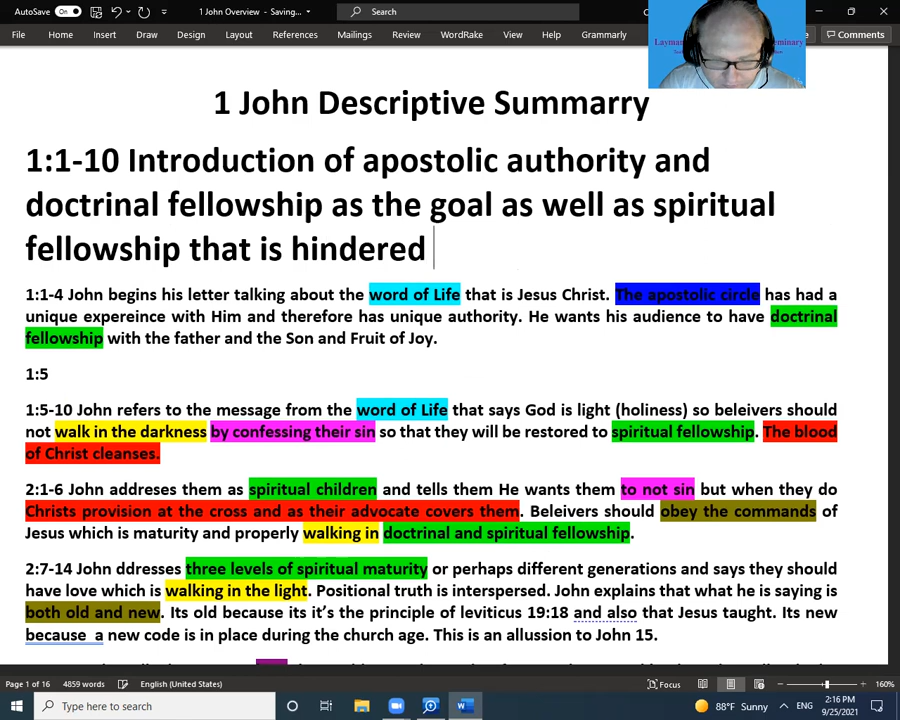 AutoSave On 1 John Overview - Saving... Search
File Home Insert Draw Design Layout References Mailings Review WordRake View Help Grammarly Comments
1 John Descriptive Summarry
1:1-10 Introduction of apostolic authority and
doctrinal fellowship as the goal as well as spiritual
fellowship that is hindered
1:1-4 John begins his letter talking about the word of Life that is Jesus Christ. The apostolic circle has had a
unique expereince with Him and therefore has unique authority. He wants his audience to have doctrinal
fellowship with the father and the Son and Fruit of Joy.
1:5
1:5-10 John refers to the message from the word of Life that says God is light (holiness) so beleivers should
not walk in the darkness by confessing their sin so that they will be restored to spiritual fellowship. The blood
of Christ cleanses.
2:1-6 John addreses them as spiritual children and tells them He wants them to not sin but when they do
Christs provision at the cross and as their advocate covers them. Beleivers should obey the commands of
Jesus which is maturity and properly walking in doctrinal and spiritual fellowship.
2:7-14 John ddresses three levels of spiritual maturity or perhaps different generations and says they should
have love which is walking in the light. Positional truth is interspersed. John explains that what he is saying is
both old and new. Its old because its it's the principle of leviticus 19:18 and also that Jesus taught. Its new
because a new code is in place during the church age. This is an allussion to John 15.
Page 1 of 16 4859 words English (United States) Focus 160%
Type here to search 88°F Sunny ENG 2:16 PM
9/25/2021